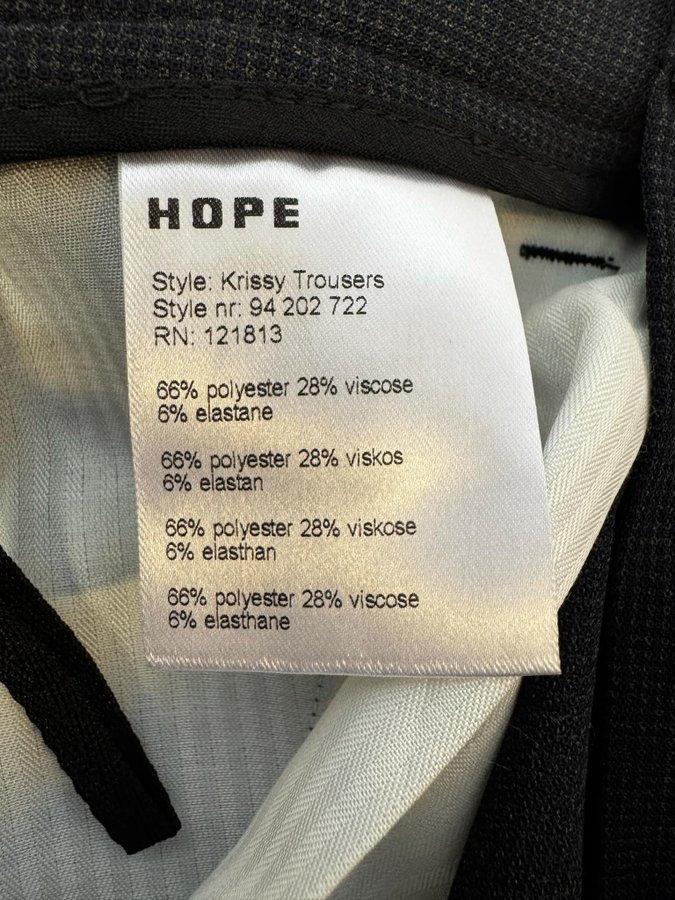 HOPE
Style: Krissy Trousers
Style nr: 94 202 722
RN: 121813
66% polyester 28% viscose
6% elastane
66% polyester 28% viskos
6% elastan
66% polyester 28% viskose
6% elasthan
66% polyester 28% viscose
6% elasthane